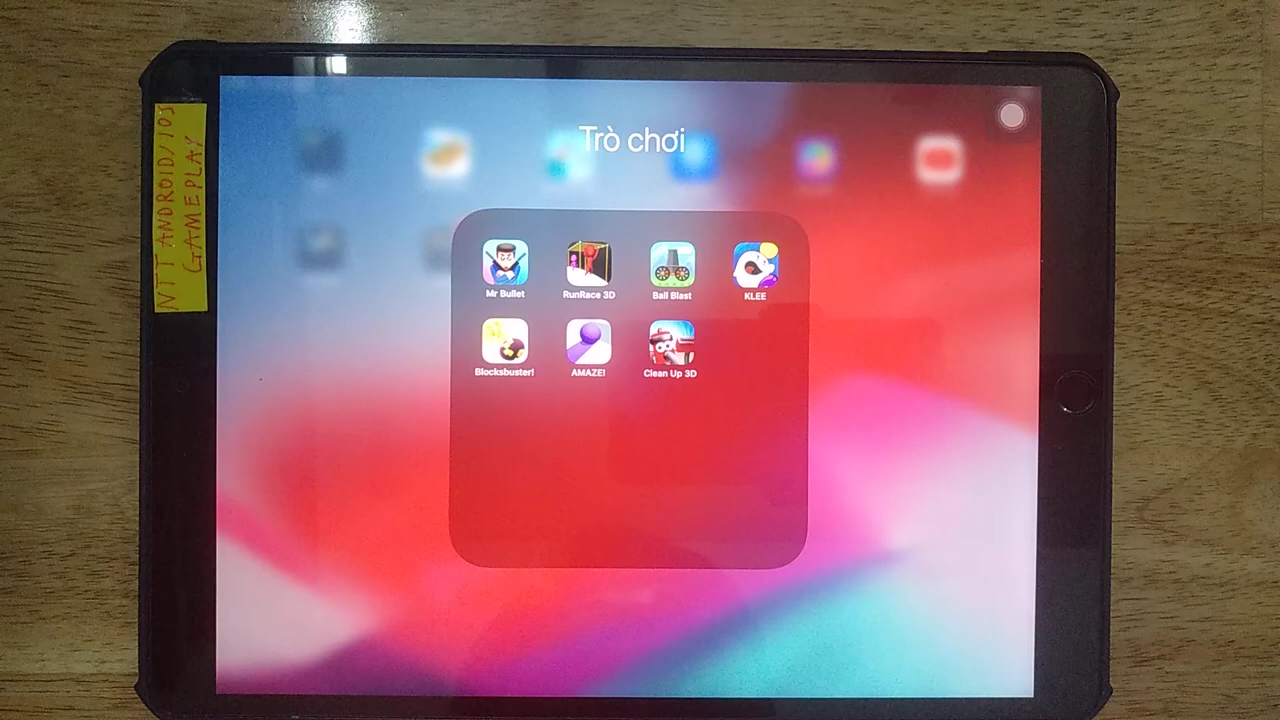 NTT ANDROID/IOS
GAMEPLAY
Trò chơi
Mr Bullet
RunRace 3D
Ball Blast
KLEE
Blocksbuster!
AMAZE!
Clean Up 3D